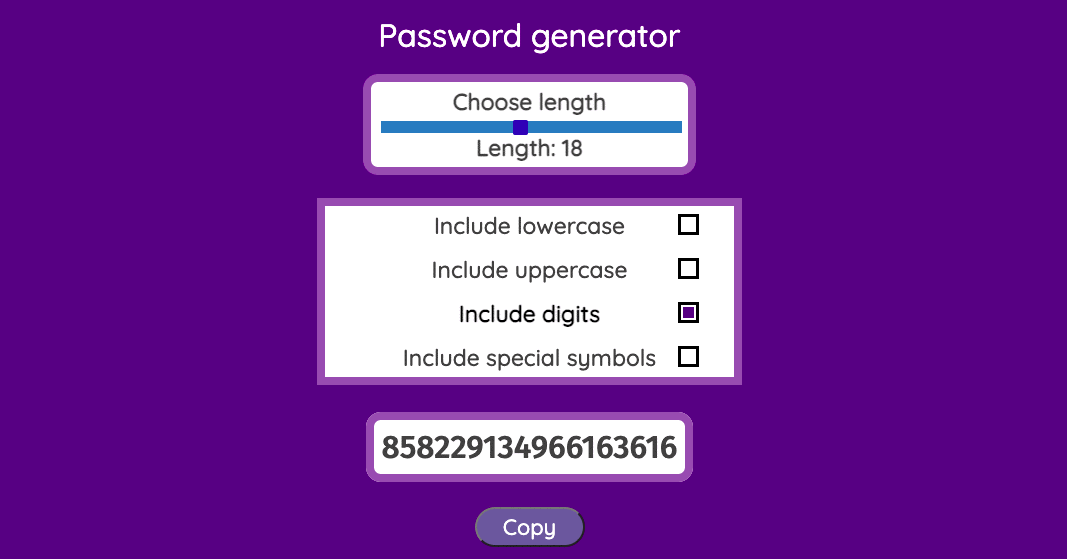 Password generator
Choose length
Length: 18
Include lowercase
Include uppercase
Include digits
Include special symbols
858229134966163616
Copy